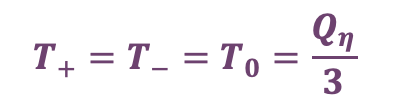 T₊ = T₋ = T₀ = Q_η / 3